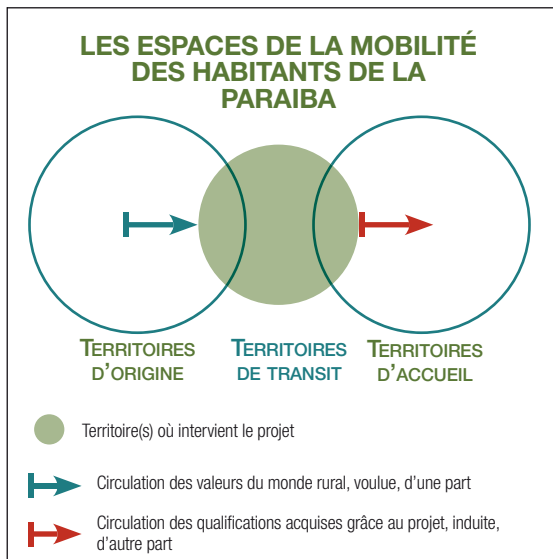 LES ESPACES DE LA MOBILITÉ
DES HABITANTS DE LA
PARAIBA
TERRITOIRES
D'ORIGINE
TERRITOIRES
DE TRANSIT
TERRITOIRES
D'ACCUEIL
Territoire(s) où intervient le projet
Circulation des valeurs du monde rural, voulue, d'une part
Circulation des qualifications acquises grâce au projet, induite,
d'autre part